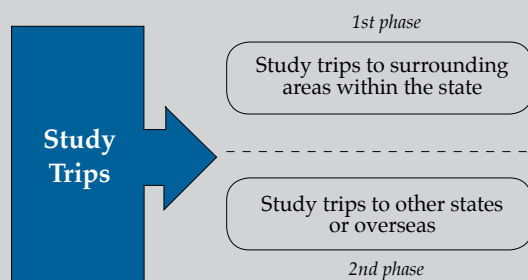 1st phase
Study trips to surrounding
areas within the state
Study
Trips
Study trips to other states
or overseas
2nd phase